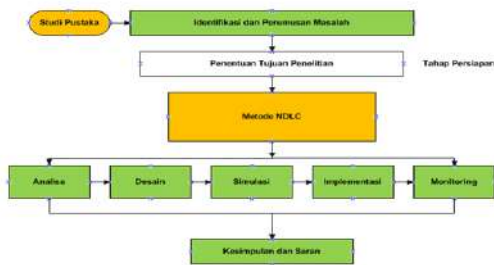 Studi Pustaka
Identifikasi dan Perumusan Masalah
Penentuan Tujuan Penelitian
Tahap Persiapan
Metode NDLC
Analisa
Desain
Simulasi
Implementasi
Monitoring
Kesimpulan dan Saran